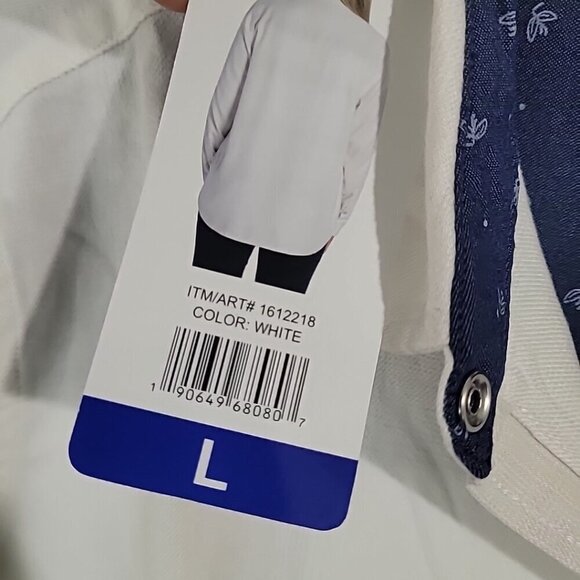 ITM/ART# 1612218
COLOR: WHITE
1 90649 68080 7
L